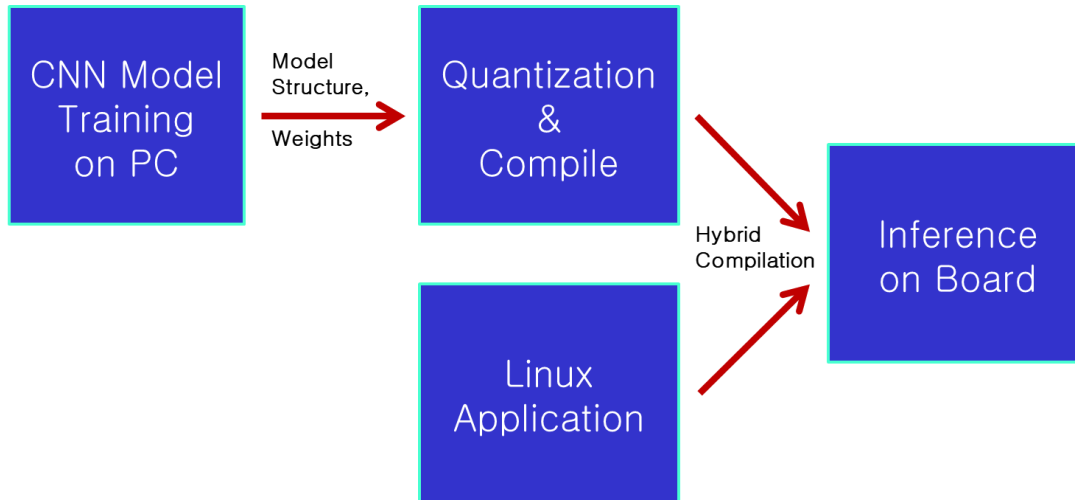 CNN Model
Training
on PC
Model
Structure,
Weights
Quantization
&
Compile
Hybrid
Compilation
Inference
on Board
Linux
Application